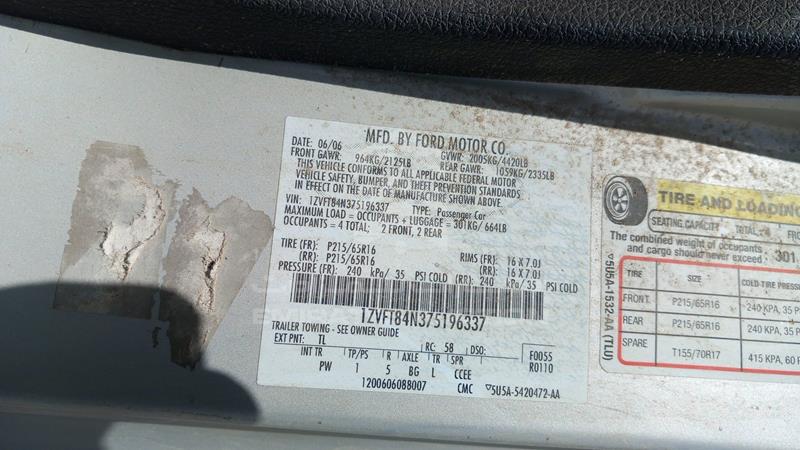 MFD. BY FORD MOTOR CO.
DATE: 06/06 GVWR: 2005KG/4420LB
FRONT GAWR: 964KG/2125LB REAR GAWR: 1059KG/2335LB
THIS VEHICLE CONFORMS TO ALL APPLICABLE FEDERAL MOTOR
VEHICLE SAFETY, BUMPER, AND THEFT PREVENTION STANDARDS
IN EFFECT ON THE DATE OF MANUFACTURE SHOWN ABOVE.
VIN: 1ZVFT84N375196337 TYPE: Passenger Car
MAXIMUM LOAD = OCCUPANTS + LUGGAGE = 301KG/664LB
OCCUPANTS = 4 TOTAL; 2 FRONT, 2 REAR
TIRE (FR): P215/65R16 RIMS (FR): 16 X 7.0J
(RR): P215/65R16 (RR): 16 X 7.0J
PRESSURE (FR): 240 kPa/ 35 PSI COLD (RR): 240 kPa/35 PSI COLD
1ZVFT84N375196337
TRAILER TOWING - SEE OWNER GUIDE
EXT PNT: TL RC: 58 DSO: F0055
INT TR TP/PS R AXLE TR SPR R0110
PW 1 5 BG L CCEE
1200606088007 CMC ▽5U5A-5420472-AA
▽5U5A-1532-AA (TLU)
TIRE AND LOADING
SEATING CAPACITY TOTAL: 4
The combined weight of occupants
and cargo should never exceed 301
TIRE SIZE COLD TIRE PRESSU
FRONT P215/65R16 240 KPA, 35 P
REAR P215/65R16 240 KPA, 35 P
SPARE T155/70R17 415 KPA, 60 P